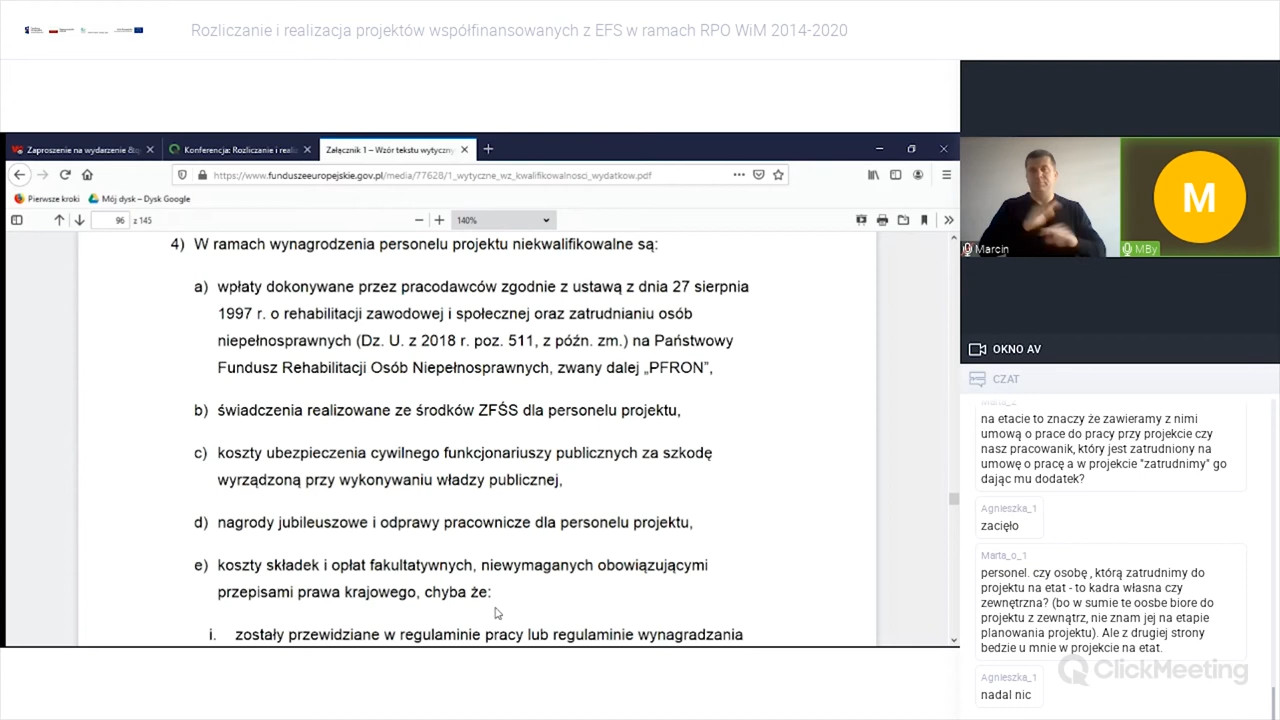 Rozliczanie i realizacja projektów współfinansowanych z EFS w ramach RPO WiM 2014-2020
Zaproszenie na wydarzenie &to
Konferencja: Rozliczanie i reali
Załącznik 1 – Wzór tekstu wytyczny
https://www.funduszeeuropejskie.gov.pl/media/77628/1_wytyczne_wz_kwalifikowalnosci_wydatkow.pdf
Pierwsze kroki
Mój dysk – Dysk Google
96 z 145
140%
4) W ramach wynagrodzenia personelu projektu niekwalifikowalne są:
a) wpłaty dokonywane przez pracodawców zgodnie z ustawą z dnia 27 sierpnia
1997 r. o rehabilitacji zawodowej i społecznej oraz zatrudnianiu osób
niepełnosprawnych (Dz. U. z 2018 r. poz. 511, z późn. zm.) na Państwowy
Fundusz Rehabilitacji Osób Niepełnosprawnych, zwany dalej „PFRON”,
b) świadczenia realizowane ze środków ZFŚS dla personelu projektu,
c) koszty ubezpieczenia cywilnego funkcjonariuszy publicznych za szkodę
wyrządzoną przy wykonywaniu władzy publicznej,
d) nagrody jubileuszowe i odprawy pracownicze dla personelu projektu,
e) koszty składek i opłat fakultatywnych, niewymaganych obowiązującymi
przepisami prawa krajowego, chyba że:
i. zostały przewidziane w regulaminie pracy lub regulaminie wynagradzania
M
Marcin
MBy
OKNO AV
CZAT
Marta_2
na etacie to znaczy że zawieramy z nimi
umową o prace do pracy przy projekcie czy
nasz pracowanik, który jest zatrudniony na
umowę o pracę a w projekcie "zatrudnimy" go
dając mu dodatek?
Agnieszka_1
zacięło
Marta_o_1
personel. czy osobę , którą zatrudnimy do
projektu na etat - to kadra własna czy
zewnętrzna? (bo w sumie te oosbe biore do
projektu z zewnątrz, nie znam jej na etapie
planowania projektu). Ale z drugiej strony
bedzie u mnie w projekcie na etat.
ClickMeeting
Agnieszka_1
nadal nic